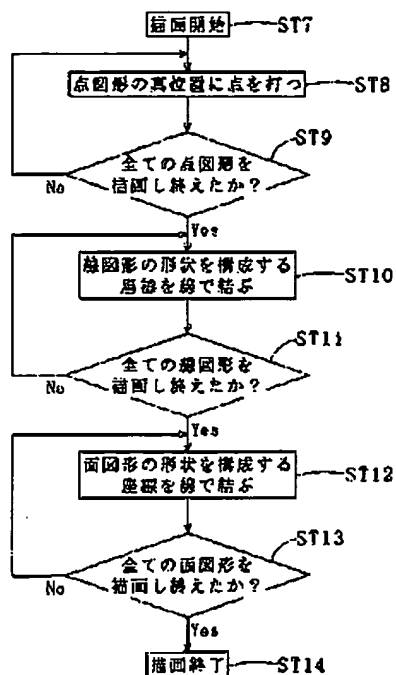 描画開始
ST7
点図形の真位置に点を打つ
ST8
全ての点図形を
描画し終えたか?
ST9
No
Yes
線図形の形状を構成する
座標を線で結ぶ
ST10
全ての線図形を
描画し終えたか?
ST11
No
Yes
面図形の形状を構成する
座標を線で結ぶ
ST12
全ての面図形を
描画し終えたか?
ST13
No
Yes
描画終了
ST14